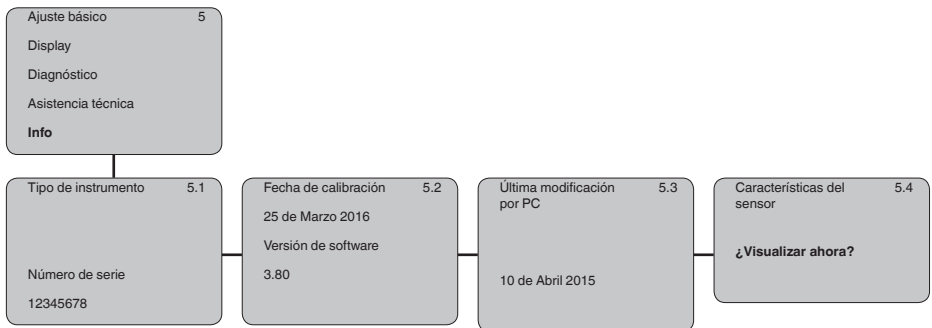 Ajuste básico 5
Display
Diagnóstico
Asistencia técnica
Info
Tipo de instrumento 5.1
Número de serie
12345678
Fecha de calibración 5.2
25 de Marzo 2016
Versión de software
3.80
Última modificación 5.3
por PC
10 de Abril 2015
Características del 5.4
sensor
¿Visualizar ahora?